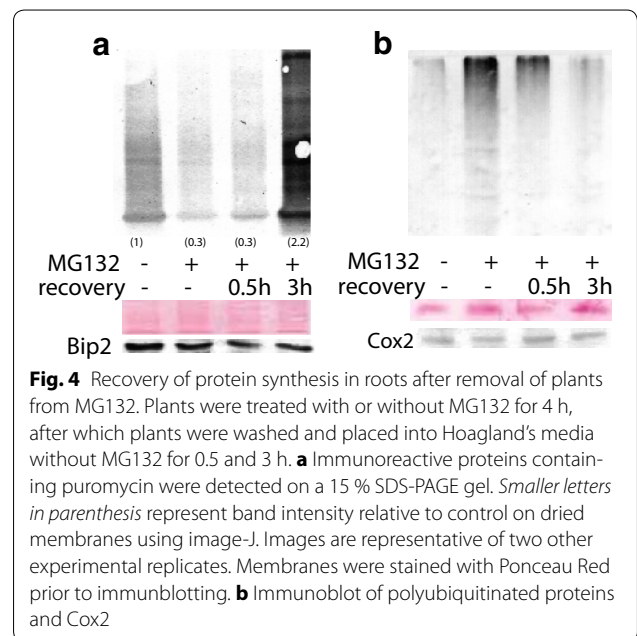 a
b
(1) (0.3) (0.3) (2.2)
MG132 - + + +
recovery - - 0.5h 3h
Bip2
MG132 - + + +
recovery - - 0.5h 3h
Cox2
Fig. 4 Recovery of protein synthesis in roots after removal of plants
from MG132. Plants were treated with or without MG132 for 4 h,
after which plants were washed and placed into Hoagland's media
without MG132 for 0.5 and 3 h. a Immunoreactive proteins contain-
ing puromycin were detected on a 15 % SDS-PAGE gel. Smaller letters
in parenthesis represent band intensity relative to control on dried
membranes using image-J. Images are representative of two other
experimental replicates. Membranes were stained with Ponceau Red
prior to immunblotting. b Immunoblot of polyubiquitinated proteins
and Cox2